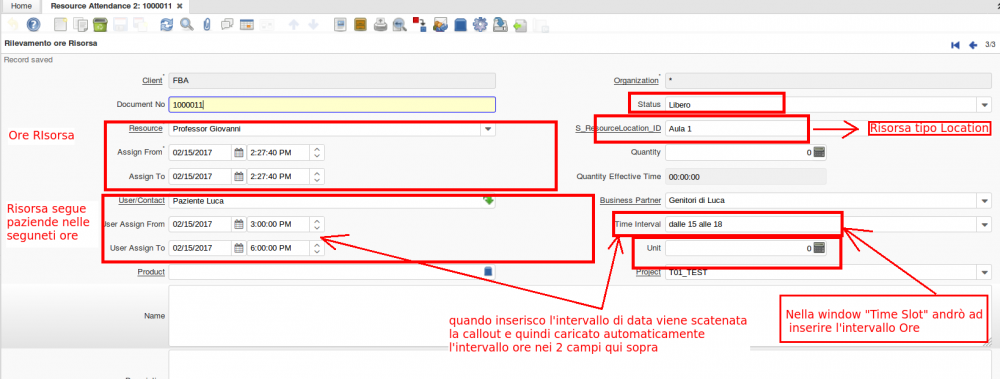 Home
Resource Attendance 2: 1000011
Rilevamento ore Risorsa
3/3
Record saved
Client FBA
Organization *
Document No 1000011
Status Libero
Ore RIsorsa
Resource Professor Giovanni
S_ResourceLocation_ID Aula 1
Risorsa tipo Location
Assign From 02/15/2017 2:27:40 PM
Quantity 0
Assign To 02/15/2017 2:27:40 PM
Quantity Effective Time 00:00:00
Risorsa segue
paziende nelle
seguneti ore
User/Contact Paziente Luca
Business Partner Genitori di Luca
User Assign From 02/15/2017 3:00:00 PM
Time Interval dalle 15 alle 18
User Assign To 02/15/2017 6:00:00 PM
Unit 0
Product
Project T01_TEST
Name
quando inserisco l'intervallo di data viene scatenata
la callout e quindi caricato automaticamente
l'intervallo ore nei 2 campi qui sopra
Nella window "Time Slot" andrò ad
inserire l'intervallo Ore